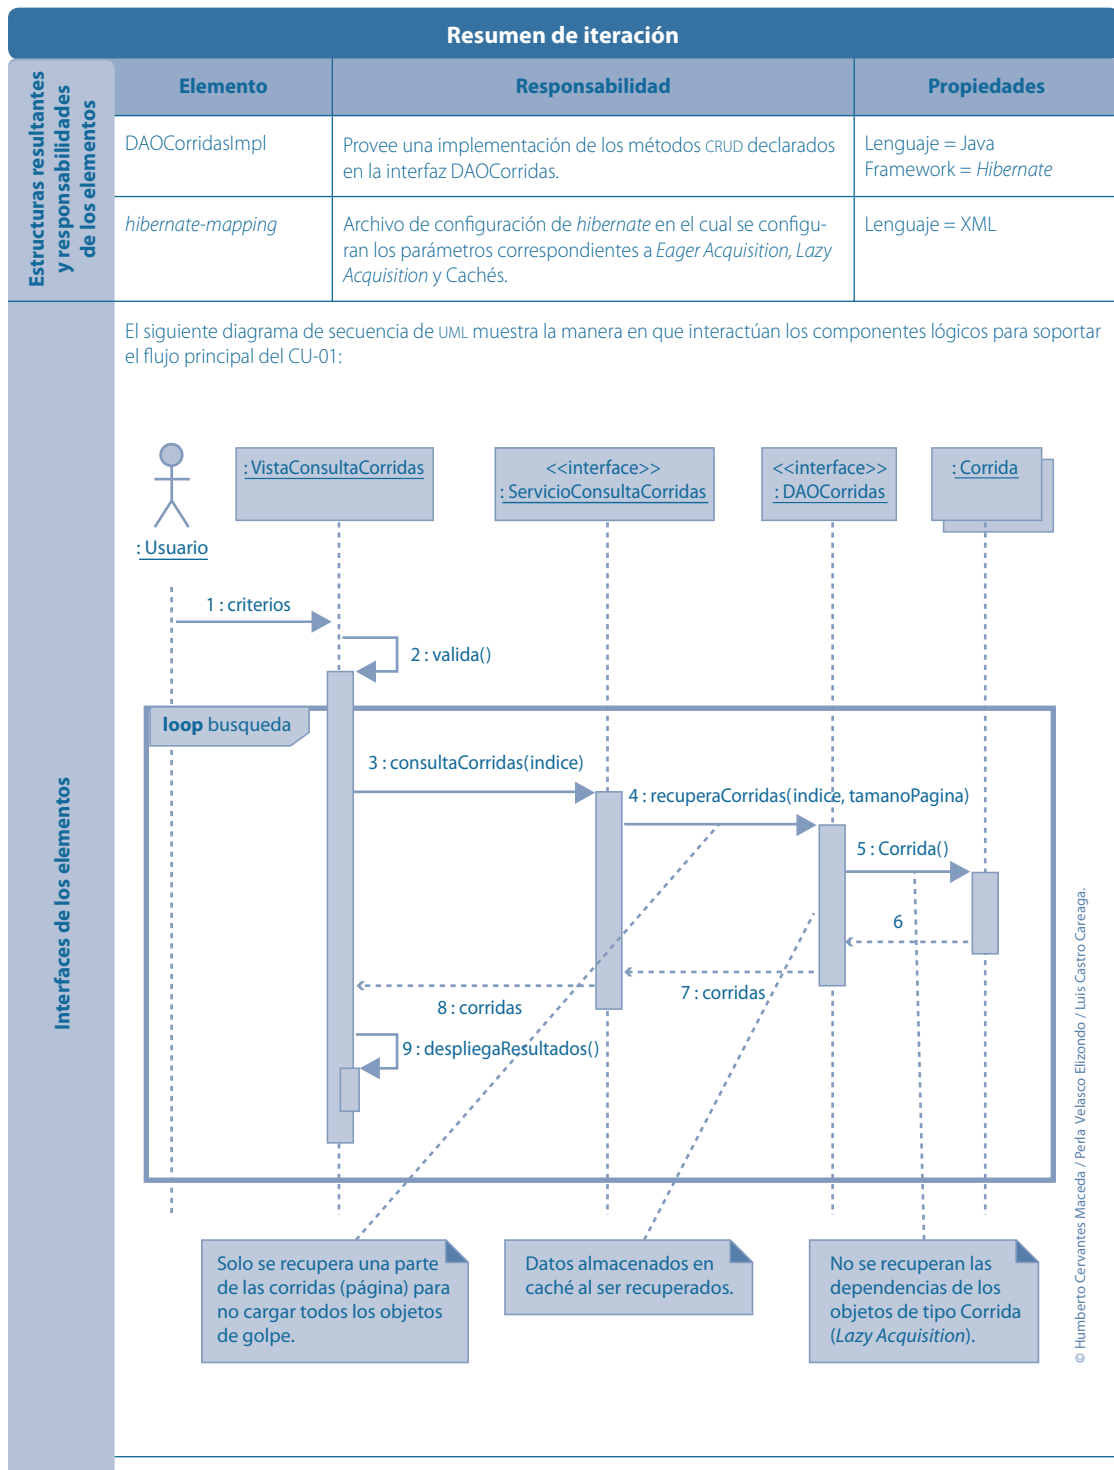 Resumen de iteración
Estructuras resultantes
y responsabilidades
de los elementos
Elemento
Responsabilidad
Propiedades
DAOCorridasImpl
Provee una implementación de los métodos CRUD declarados
en la interfaz DAOCorridas.
Lenguaje = Java
Framework = Hibernate
hibernate-mapping
Archivo de configuración de hibernate en el cual se configu-
ran los parámetros correspondientes a Eager Acquisition, Lazy
Acquisition y Cachés.
Lenguaje = XML
Interfaces de los elementos
El siguiente diagrama de secuencia de UML muestra la manera en que interactúan los componentes lógicos para soportar
el flujo principal del CU-01:
: Usuario
: VistaConsultaCorridas
<<interface>>
: ServicioConsultaCorridas
<<interface>>
: DAOCorridas
: Corrida
1 : criterios
2 : valida()
loop busqueda
3 : consultaCorridas(indice)
4 : recuperaCorridas(indice, tamanoPagina)
5 : Corrida()
6
7 : corridas
8 : corridas
9 : despliegaResultados()
Solo se recupera una parte
de las corridas (página) para
no cargar todos los objetos
de golpe.
Datos almacenados en
caché al ser recuperados.
No se recuperan las
dependencias de los
objetos de tipo Corrida
(Lazy Acquisition).
© Humberto Cervantes Maceda / Perla Velasco Elizondo / Luis Castro Careaga.